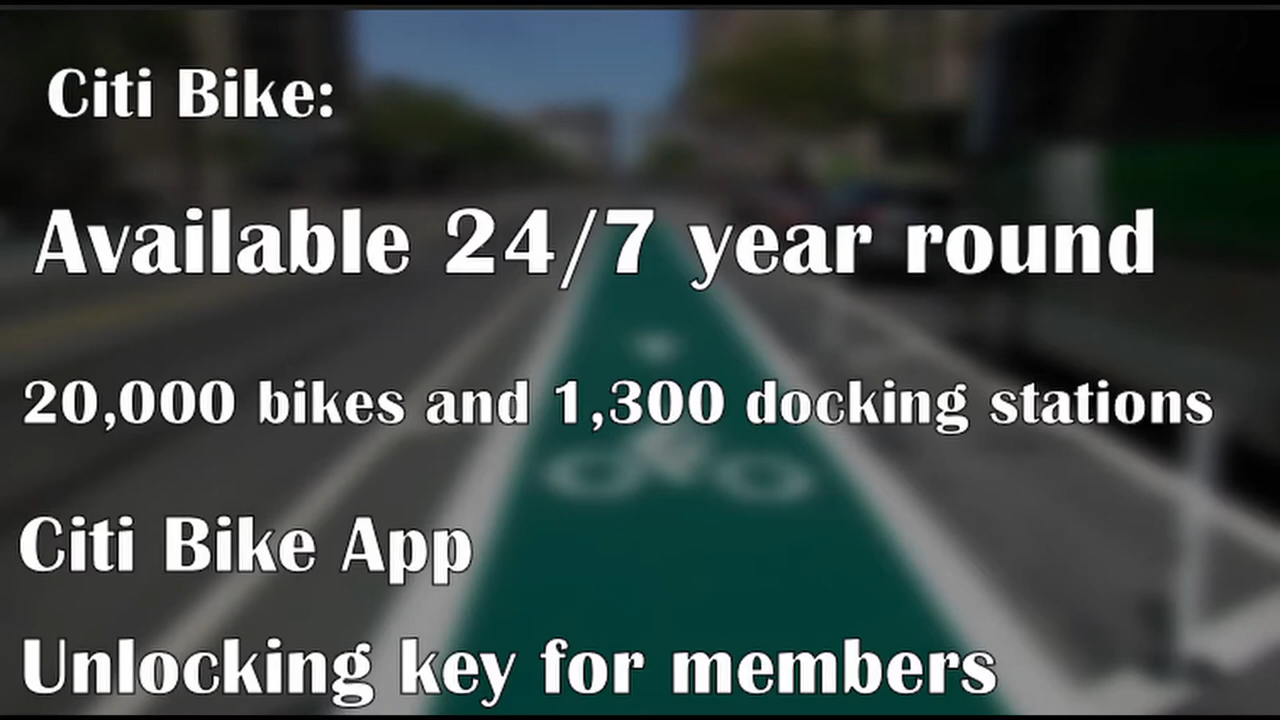 Citi Bike:
Available 24/7 year round
20,000 bikes and 1,300 docking stations
Citi Bike App
Unlocking key for members